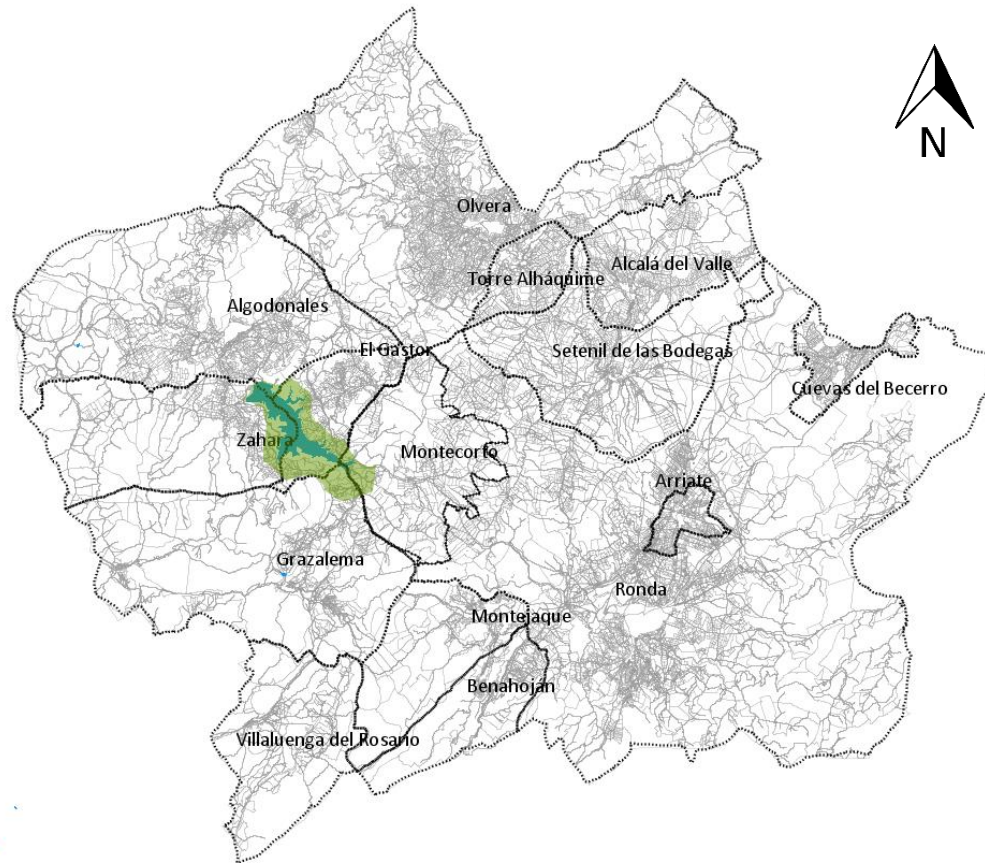 N
Olvera
Alcalá del Valle
Torre Alháquime
Algodonales
El Gastor
Setenil de las Bodegas
Cuevas del Becerro
Zahara
Montecorto
Arriate
Grazalema
Ronda
Montejaque
Benahoján
Villaluenga del Rosario